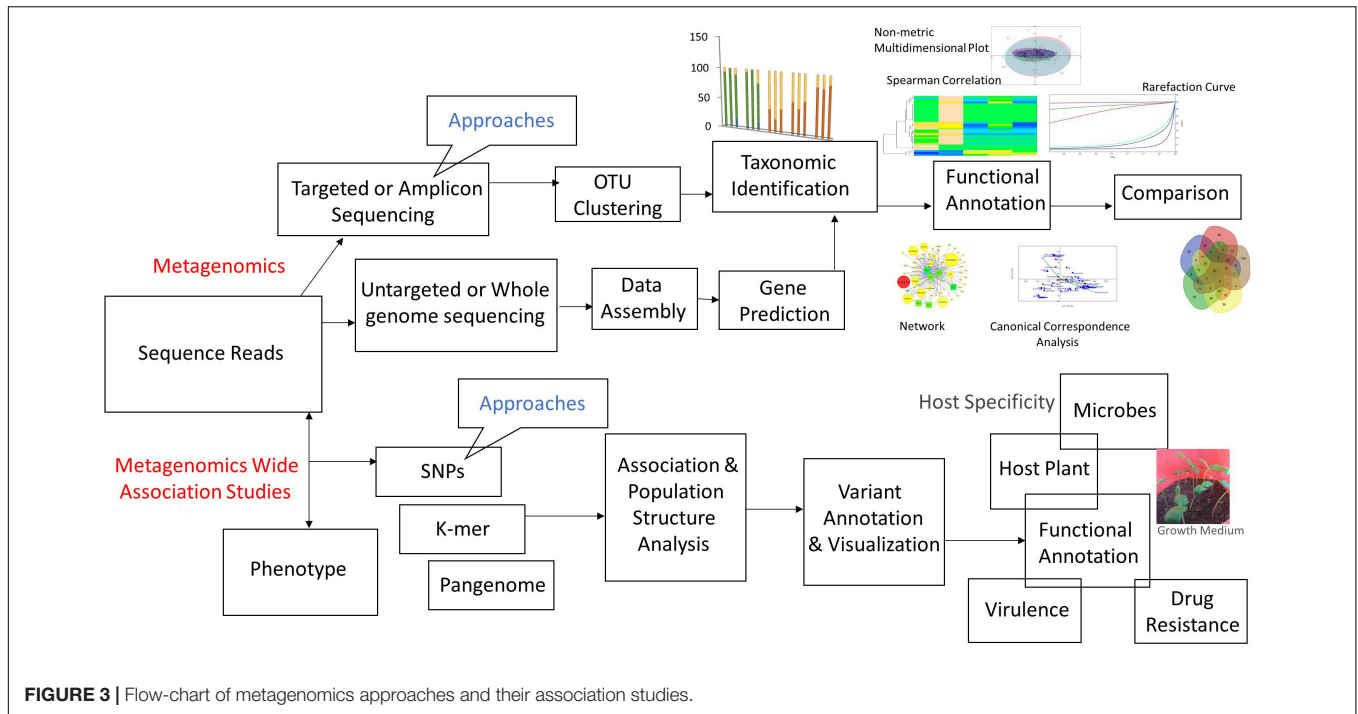 150
100
50
0
Non-metric
Multidimensional Plot
Spearman Correlation
Rarefaction Curve
Approaches
Targeted or Amplicon
Sequencing
OTU
Clustering
Taxonomic
Identification
Functional
Annotation
Comparison
Metagenomics
Sequence Reads
Untargeted or Whole
genome sequencing
Data
Assembly
Gene
Prediction
Network
Canonical Correspondence
Analysis
Metagenomics Wide
Association Studies
Approaches
SNPs
K-mer
Pangenome
Phenotype
Association &
Population
Structure
Analysis
Variant
Annotation
& Visualization
Host Specificity
Microbes
Host Plant
Growth Medium
Functional
Annotation
Virulence
Drug
Resistance
FIGURE 3 | Flow-chart of metagenomics approaches and their association studies.